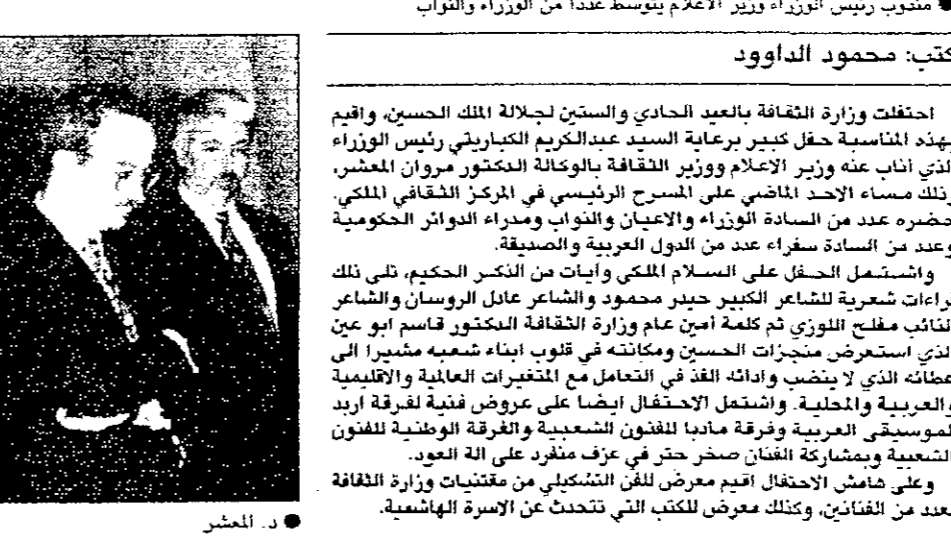 ● مندوب رئيس الوزراء وزير الاعلام يتوسط عددا من الوزراء والنواب
كتب: محمود الداوود
احتفلت وزارة الثقافة بالعيد الحادي والستين لجلالة الملك الحسين، واقيم
بهذه المناسبة حفل كبير برعاية السيد عبدالكريم الكباريتي رئيس الوزراء
الذي أناب عنه وزير الاعلام ووزير الثقافة بالوكالة الدكتور مروان المعشر،
وذلك مساء الاحد الماضي على المسرح الرئيسي في المركز الثقافي الملكي.
حضره عدد من السادة الوزراء والاعيان والنواب ومدراء الدوائر الحكومية
وعدد من السادة سفراء عدد من الدول العربية والصديقة.
واشتمل الحفل على السلام الملكي وآيات من الذكر الحكيم، تلى ذلك
قراءات شعرية للشاعر الكبير حيدر محمود والشاعر عادل الروسان والشاعر
النائب مفلح اللوزي ثم كلمة أمين عام وزارة الثقافة الدكتور قاسم ابو عين
الذي استعرض منجزات الحسين ومكانته في قلوب ابناء شعبه مشيرا الى
عطائه الذي لا ينضب وادائه الفذ في التعامل مع المتغيرات العالمية والاقليمية
والعربية والمحلية. واشتمل الاحتفال ايضا على عروض فنية لفرقة اربد
للموسيقى العربية وفرقة مادبا للفنون الشعبية والفرقة الوطنية للفنون
الشعبية وبمشاركة الفنان صخر حتر في عزف منفرد على الة العود.
وعلى هامش الاحتفال اقيم معرض للفن التشكيلي من مقتنيات وزارة الثقافة
لعدد من الفنانين، وكذلك معرض للكتب التي تتحدث عن الاسرة الهاشمية.
● د. المعشر